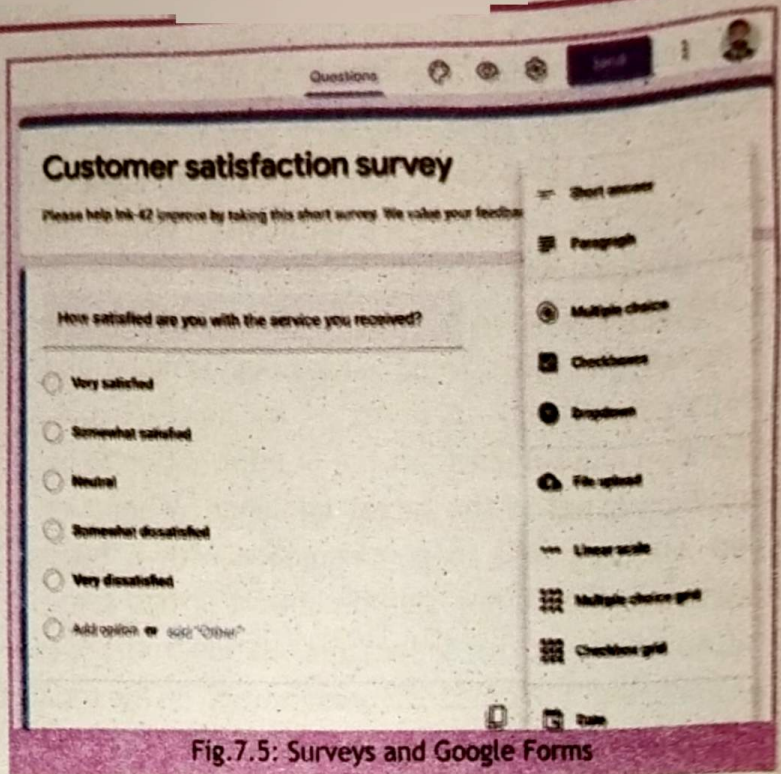 Questions
Send
Customer satisfaction survey
Please help Ink-42 improve by taking this short survey. We value your feedbac
How satisfied are you with the service you received?
Very satisfied
Somewhat satisfied
Neutral
Somewhat dissatisfied
Very dissatisfied
Add option or add "Other"
Short answer
Paragraph
Multiple choice
Checkboxes
Dropdown
File upload
Linear scale
Multiple choice grid
Checkbox grid
Date
Fig.7.5: Surveys and Google Forms